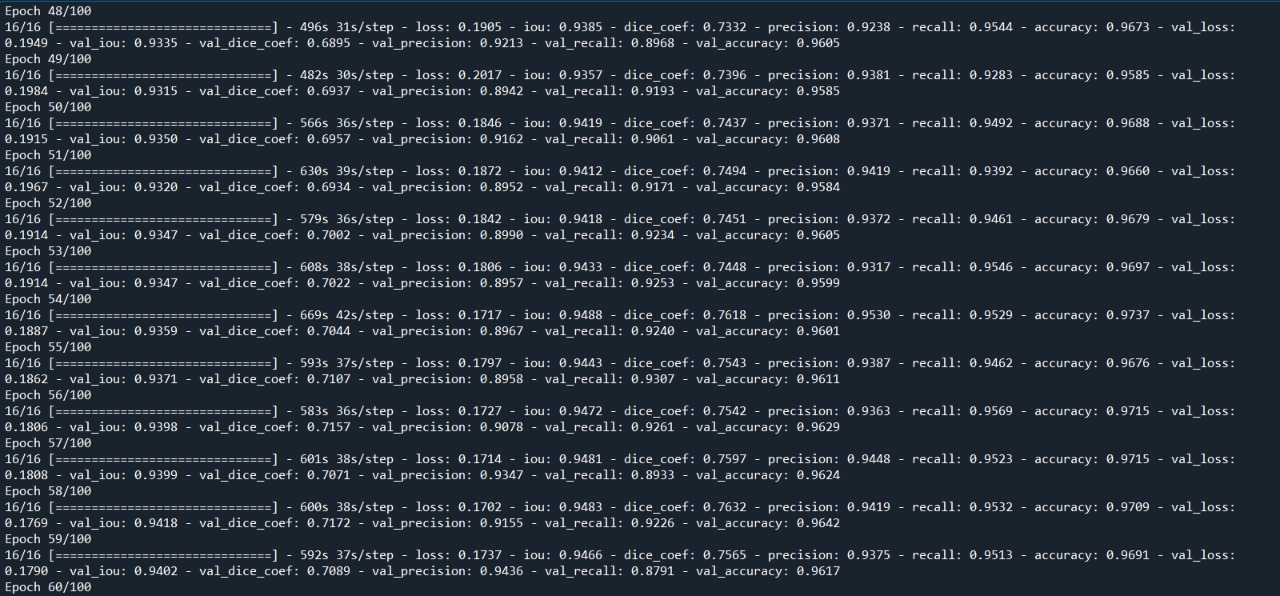 Epoch 48/100
16/16 [==============================] - 496s 31s/step - loss: 0.1905 - iou: 0.9385 - dice_coef: 0.7332 - precision: 0.9238 - recall: 0.9544 - accuracy: 0.9673 - val_loss:
0.1949 - val_iou: 0.9335 - val_dice_coef: 0.6895 - val_precision: 0.9213 - val_recall: 0.8968 - val_accuracy: 0.9605
Epoch 49/100
16/16 [==============================] - 482s 30s/step - loss: 0.2017 - iou: 0.9357 - dice_coef: 0.7396 - precision: 0.9381 - recall: 0.9283 - accuracy: 0.9585 - val_loss:
0.1984 - val_iou: 0.9315 - val_dice_coef: 0.6937 - val_precision: 0.8942 - val_recall: 0.9193 - val_accuracy: 0.9585
Epoch 50/100
16/16 [==============================] - 566s 36s/step - loss: 0.1846 - iou: 0.9419 - dice_coef: 0.7437 - precision: 0.9371 - recall: 0.9492 - accuracy: 0.9688 - val_loss:
0.1915 - val_iou: 0.9350 - val_dice_coef: 0.6957 - val_precision: 0.9162 - val_recall: 0.9061 - val_accuracy: 0.9608
Epoch 51/100
16/16 [==============================] - 630s 39s/step - loss: 0.1872 - iou: 0.9412 - dice_coef: 0.7494 - precision: 0.9419 - recall: 0.9392 - accuracy: 0.9660 - val_loss:
0.1967 - val_iou: 0.9320 - val_dice_coef: 0.6934 - val_precision: 0.8952 - val_recall: 0.9171 - val_accuracy: 0.9584
Epoch 52/100
16/16 [==============================] - 579s 36s/step - loss: 0.1842 - iou: 0.9418 - dice_coef: 0.7451 - precision: 0.9372 - recall: 0.9461 - accuracy: 0.9679 - val_loss:
0.1914 - val_iou: 0.9347 - val_dice_coef: 0.7002 - val_precision: 0.8990 - val_recall: 0.9234 - val_accuracy: 0.9605
Epoch 53/100
16/16 [==============================] - 608s 38s/step - loss: 0.1806 - iou: 0.9433 - dice_coef: 0.7448 - precision: 0.9317 - recall: 0.9546 - accuracy: 0.9697 - val_loss:
0.1914 - val_iou: 0.9347 - val_dice_coef: 0.7022 - val_precision: 0.8957 - val_recall: 0.9253 - val_accuracy: 0.9599
Epoch 54/100
16/16 [==============================] - 669s 42s/step - loss: 0.1717 - iou: 0.9488 - dice_coef: 0.7618 - precision: 0.9530 - recall: 0.9529 - accuracy: 0.9737 - val_loss:
0.1887 - val_iou: 0.9359 - val_dice_coef: 0.7044 - val_precision: 0.8967 - val_recall: 0.9240 - val_accuracy: 0.9601
Epoch 55/100
16/16 [==============================] - 593s 37s/step - loss: 0.1797 - iou: 0.9443 - dice_coef: 0.7543 - precision: 0.9387 - recall: 0.9462 - accuracy: 0.9676 - val_loss:
0.1862 - val_iou: 0.9371 - val_dice_coef: 0.7107 - val_precision: 0.8958 - val_recall: 0.9307 - val_accuracy: 0.9611
Epoch 56/100
16/16 [==============================] - 583s 36s/step - loss: 0.1727 - iou: 0.9472 - dice_coef: 0.7542 - precision: 0.9363 - recall: 0.9569 - accuracy: 0.9715 - val_loss:
0.1806 - val_iou: 0.9398 - val_dice_coef: 0.7157 - val_precision: 0.9078 - val_recall: 0.9261 - val_accuracy: 0.9629
Epoch 57/100
16/16 [==============================] - 601s 38s/step - loss: 0.1714 - iou: 0.9481 - dice_coef: 0.7597 - precision: 0.9448 - recall: 0.9523 - accuracy: 0.9715 - val_loss:
0.1808 - val_iou: 0.9399 - val_dice_coef: 0.7071 - val_precision: 0.9347 - val_recall: 0.8933 - val_accuracy: 0.9624
Epoch 58/100
16/16 [==============================] - 600s 38s/step - loss: 0.1702 - iou: 0.9483 - dice_coef: 0.7632 - precision: 0.9419 - recall: 0.9532 - accuracy: 0.9709 - val_loss:
0.1769 - val_iou: 0.9418 - val_dice_coef: 0.7172 - val_precision: 0.9155 - val_recall: 0.9226 - val_accuracy: 0.9642
Epoch 59/100
16/16 [==============================] - 592s 37s/step - loss: 0.1737 - iou: 0.9466 - dice_coef: 0.7565 - precision: 0.9375 - recall: 0.9513 - accuracy: 0.9691 - val_loss:
0.1790 - val_iou: 0.9402 - val_dice_coef: 0.7089 - val_precision: 0.9436 - val_recall: 0.8791 - val_accuracy: 0.9617
Epoch 60/100